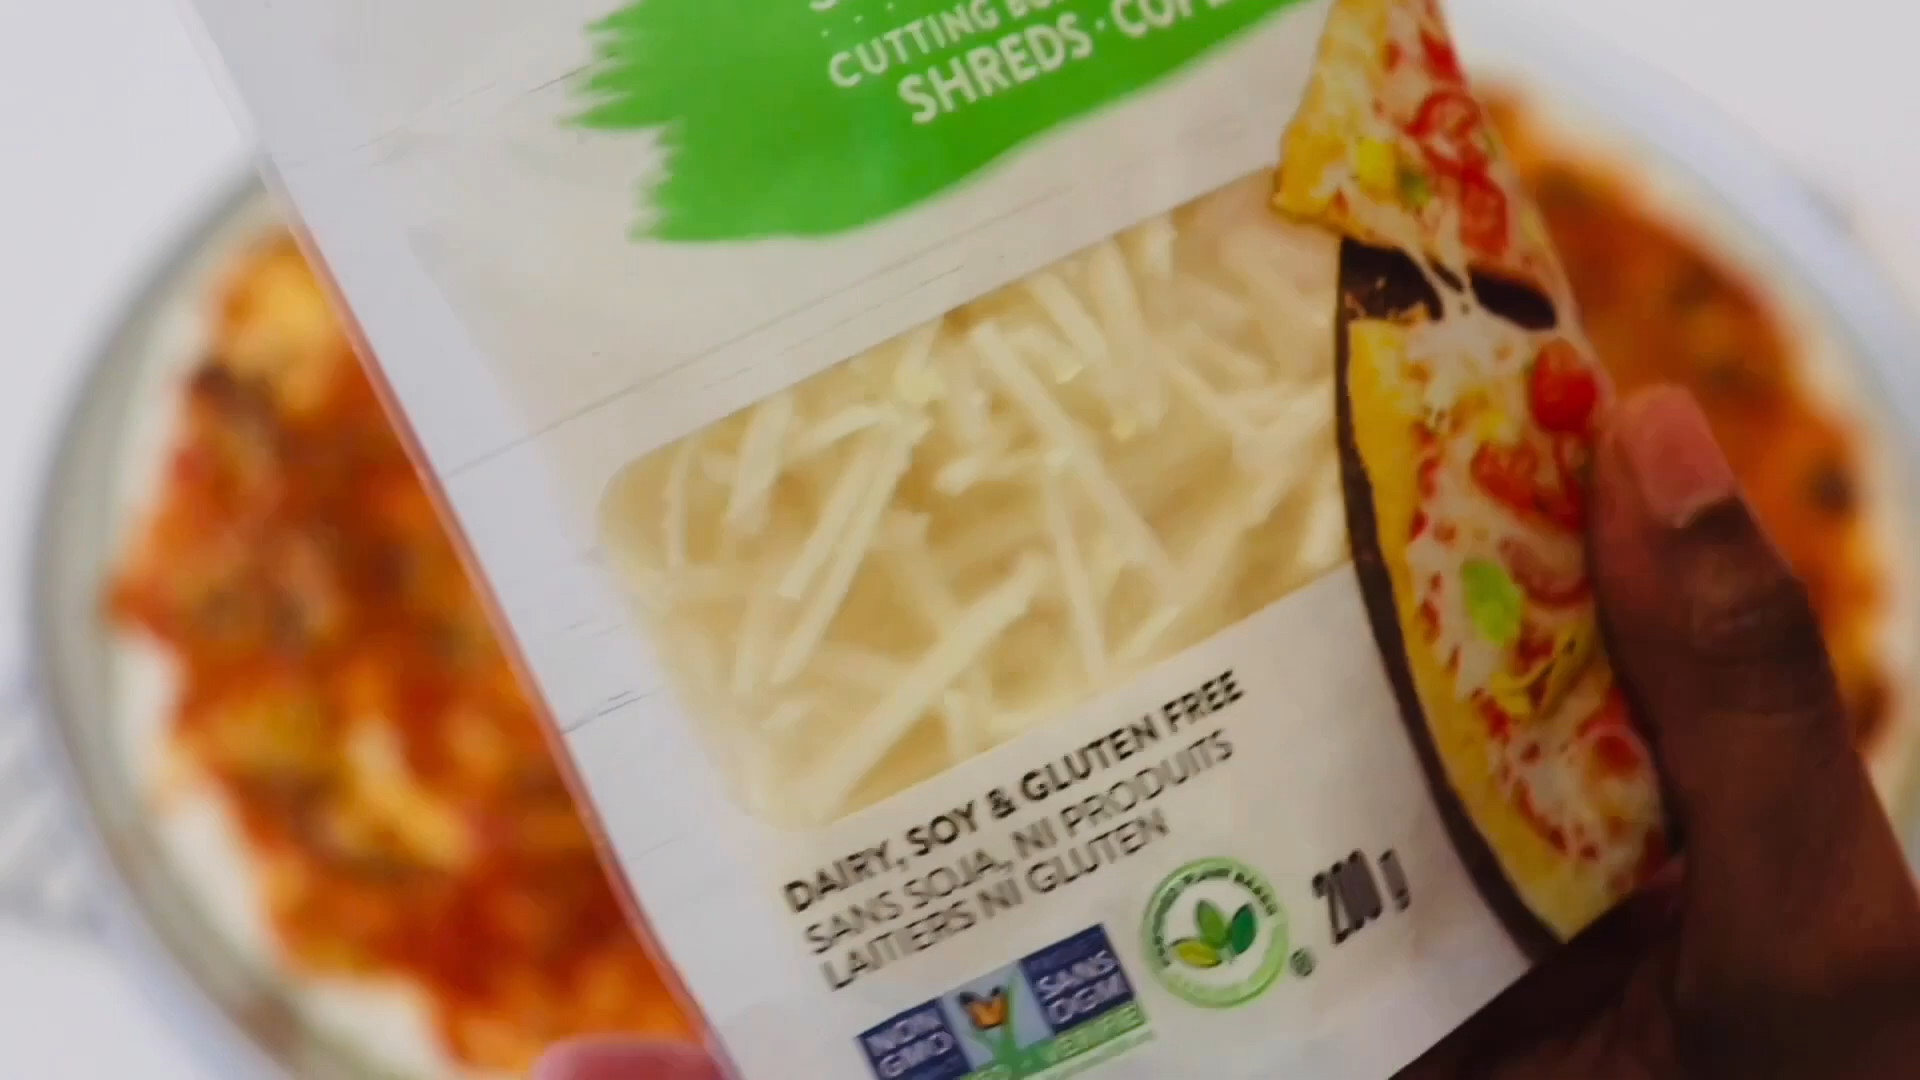 CUTTING
SHREDS
DAIRY, SOY & GLUTEN FREE
SANS SOJA, NI PRODUITS
LAITIERS NI GLUTEN
NON
GMO
SANS
OGM
200 g
®